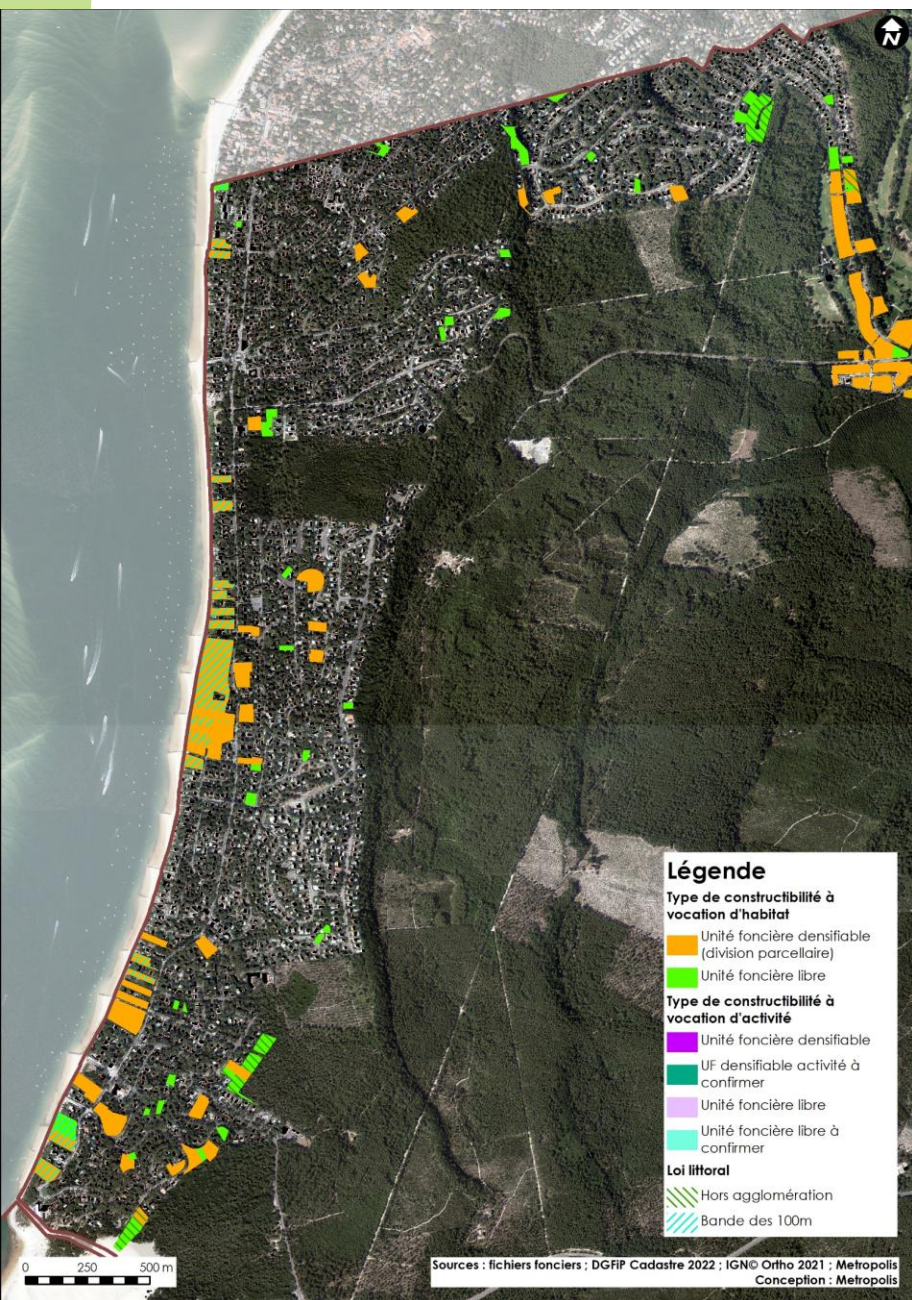 N
Légende
Type de constructibilité à
vocation d'habitat
Unité foncière densifiable
(division parcellaire)
Unité foncière libre
Type de constructibilité à
vocation d'activité
Unité foncière densifiable
UF densifiable activité à
confirmer
Unité foncière libre
Unité foncière libre à
confirmer
Loi littoral
Hors agglomération
Bande des 100m
0 250 500 m
Sources : fichiers fonciers ; DGFiP Cadastre 2022 ; IGN© Ortho 2021 ; Metropolis
Conception : Metropolis